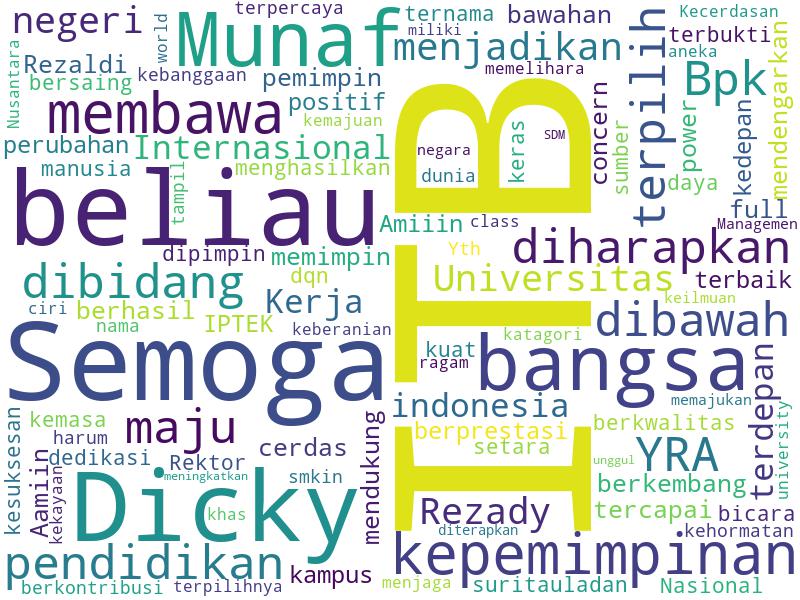 negeri
world
terpercaya
Munaf
ternama
bawahan
Kecerdasan
miliki
menjadikan
terpilih
terbukti
aneka
Nusantara
Rezaldi
kebanggaan
pemimpin
memelihara
Bpk
mendengarkan
bersaing
membawa
positif
kemajuan
concern
sumber
power
kedepan
perubahan
Internasional
negara
keras
SDM
manusia
tampil
menghasilkan
dunia
daya
beliau
full
Amiiin
class
Managemen
dipimpin
memimpin
Yth
diharapkan
dibidang
dqn
Universitas
terbaik
ciri
berhasil
Kerja
keilmuan
nama
IPTEK
keberanian
ITB
katagori
dibawah
Semoga
kuat
ragam
bangsa
indonesia
memajukan
kesuksesan
kemasa
maju
mendukung
berprestasi
berkwalitas
terdepan
university
harum
cerdas
setara
Aamiin
dedikasi
Rektor
unggul
YRA
kekayaan
meningkatkan
smkin
berkembang
Dicky
khas
Rezady
tercapai
bicara
diterapkan
kehormatan
pendidikan
kepemimpinan
berkontribusi
terpilihnya
kampus
menjaga
suritauladan
Nasional